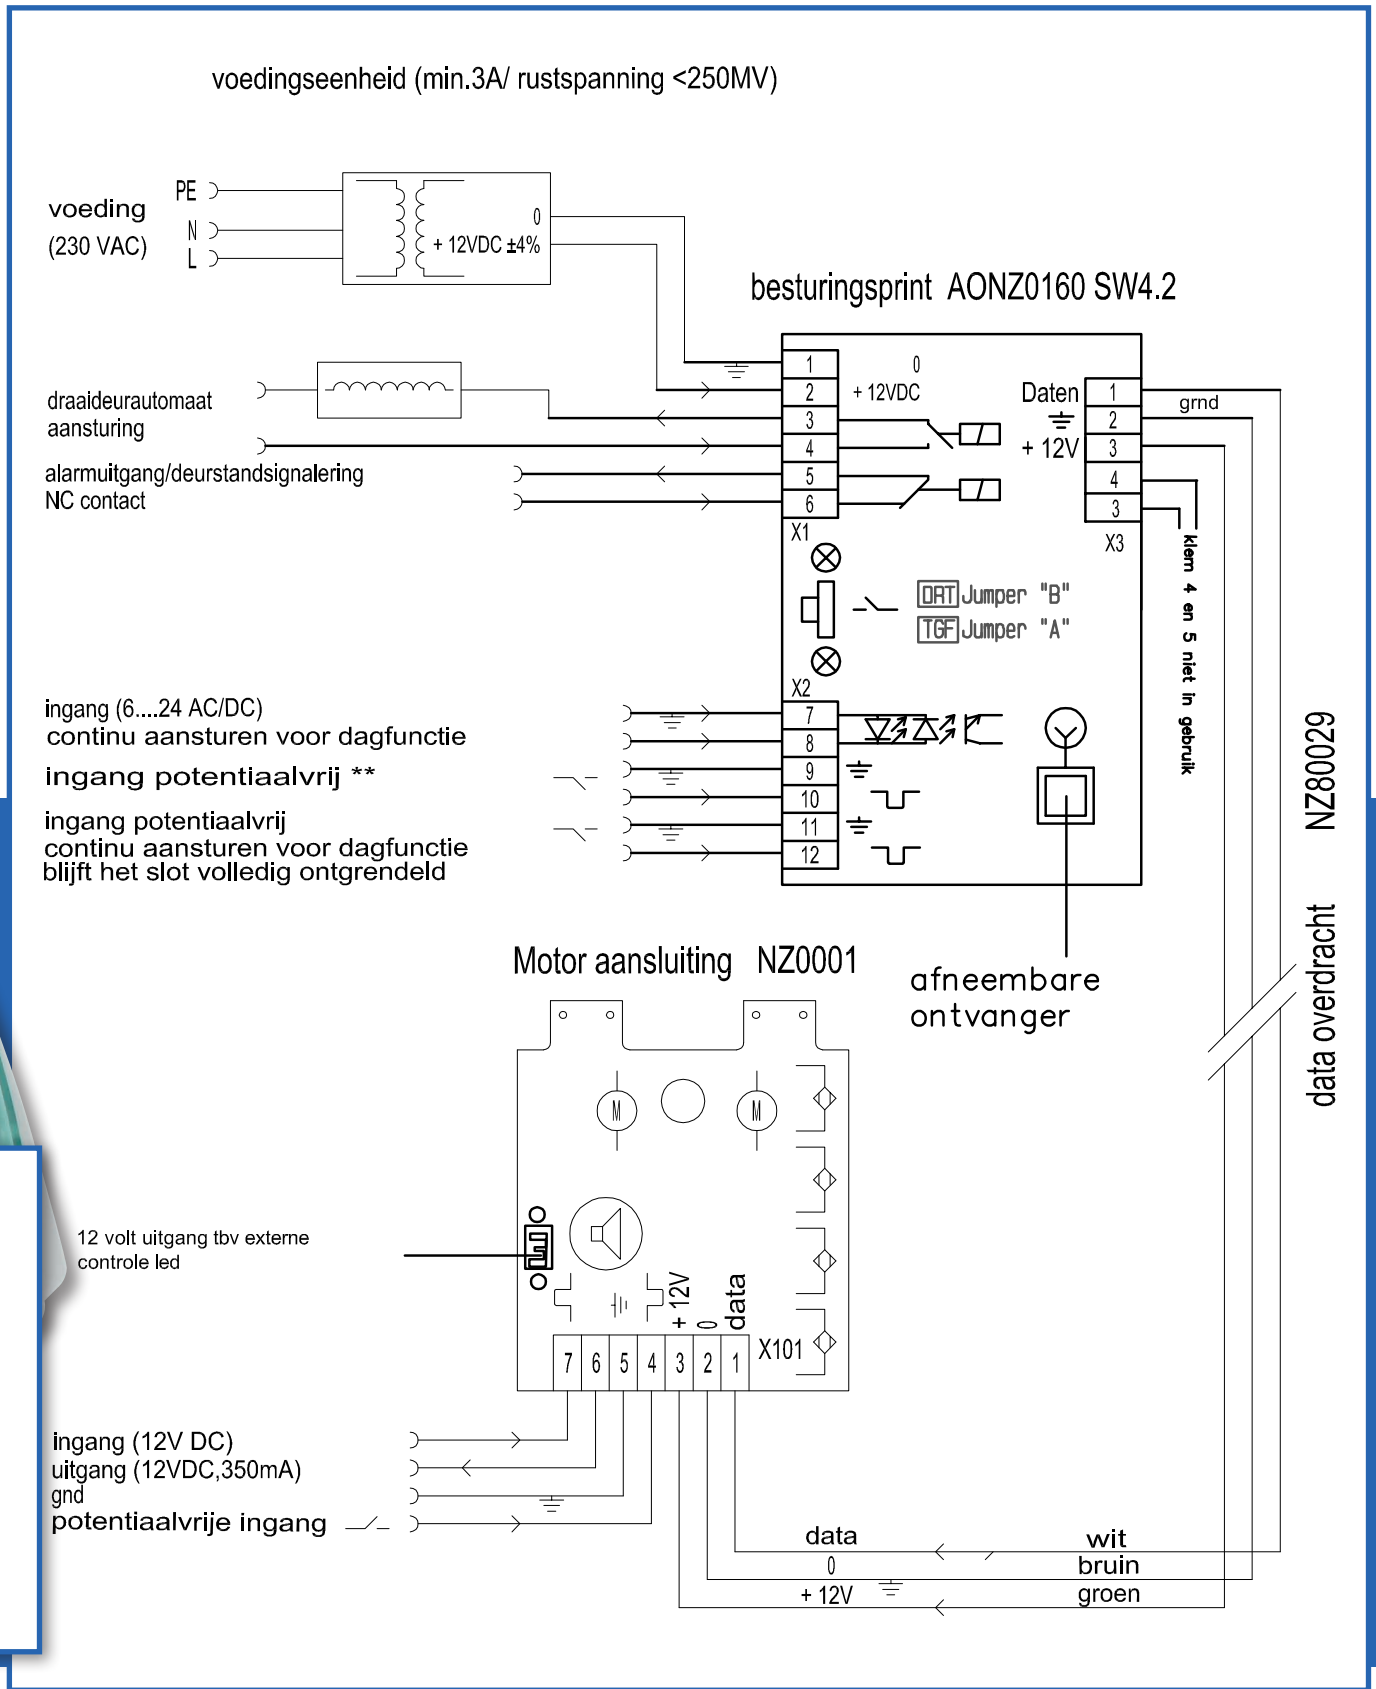 voedingseenheid (min.3A/ rustspanning <250MV)
voeding
(230 VAC)
PE
N
L
0
+ 12VDC ±4%
besturingsprint AONZ0160 SW4.2
draaideurautomaat
aansturing
alarmuitgang/deurstandsignalering
NC contact
1
2
3
4
5
6
X1
0
+ 12VDC
Daten
+ 12V
1
2
3
4
3
X3
grnd
klem 4 en 5 niet in gebruik
DRT Jumper "B"
TGF Jumper "A"
X2
7
8
9
10
11
12
ingang (6....24 AC/DC)
continu aansturen voor dagfunctie
ingang potentiaalvrij **
ingang potentiaalvrij
continu aansturen voor dagfunctie
blijft het slot volledig ontgrendeld
afneembare
ontvanger
data overdracht NZ80029
Motor aansluiting NZ0001
M
M
12 volt uitgang tbv externe
controle led
+ 12V
0
data
X101
7 6 5 4 3 2 1
ingang (12V DC)
uitgang (12VDC,350mA)
gnd
potentiaalvrije ingang
data wit
0 bruin
+ 12V groen